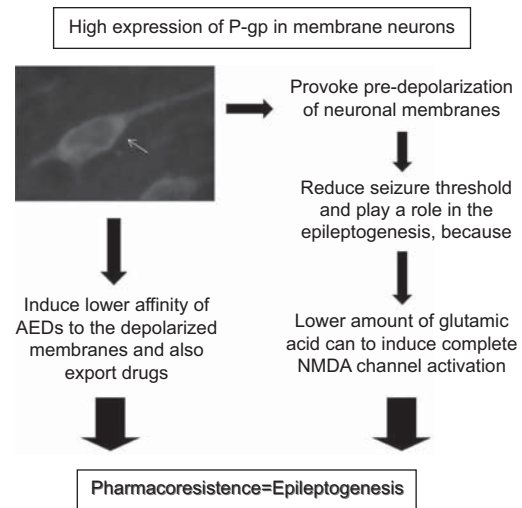 High expression of P-gp in membrane neurons
Provoke pre-depolarization
of neuronal membranes
Reduce seizure threshold
and play a role in the
epileptogenesis, because
Induce lower affinity of
AEDs to the depolarized
membranes and also
export drugs
Lower amount of glutamic
acid can to induce complete
NMDA channel activation
Pharmacoresistence=Epileptogenesis